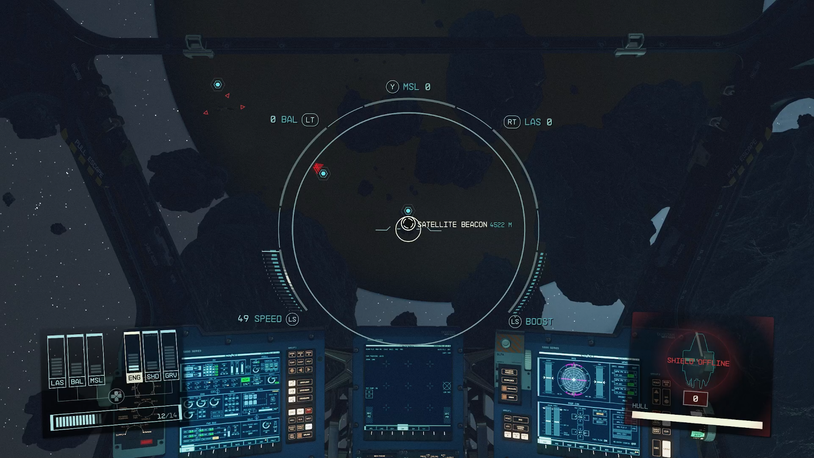 Y MSL 0
0 BAL LT
RT LAS 0
SATELLITE BEACON 4522 M
49 SPEED LS
LS BOOST
SHIELD OFFLINE
LAS BAL MSL ENG SHD GRV
0
HULL
12/14